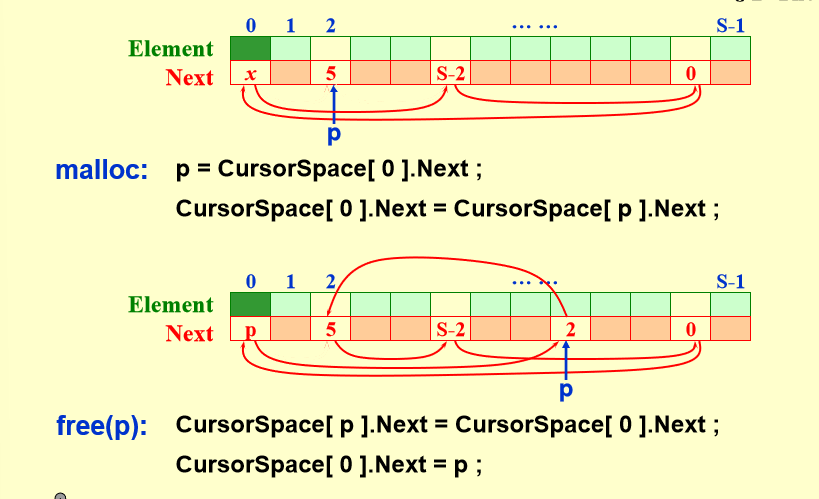 0 1 2 ... ... S-1
Element
Next x 5 S-2 0
p
malloc: p = CursorSpace[ 0 ].Next ;
CursorSpace[ 0 ].Next = CursorSpace[ p ].Next ;
0 1 2 ... ... S-1
Element
Next p 5 S-2 2 0
p
free(p): CursorSpace[ p ].Next = CursorSpace[ 0 ].Next ;
CursorSpace[ 0 ].Next = p ;